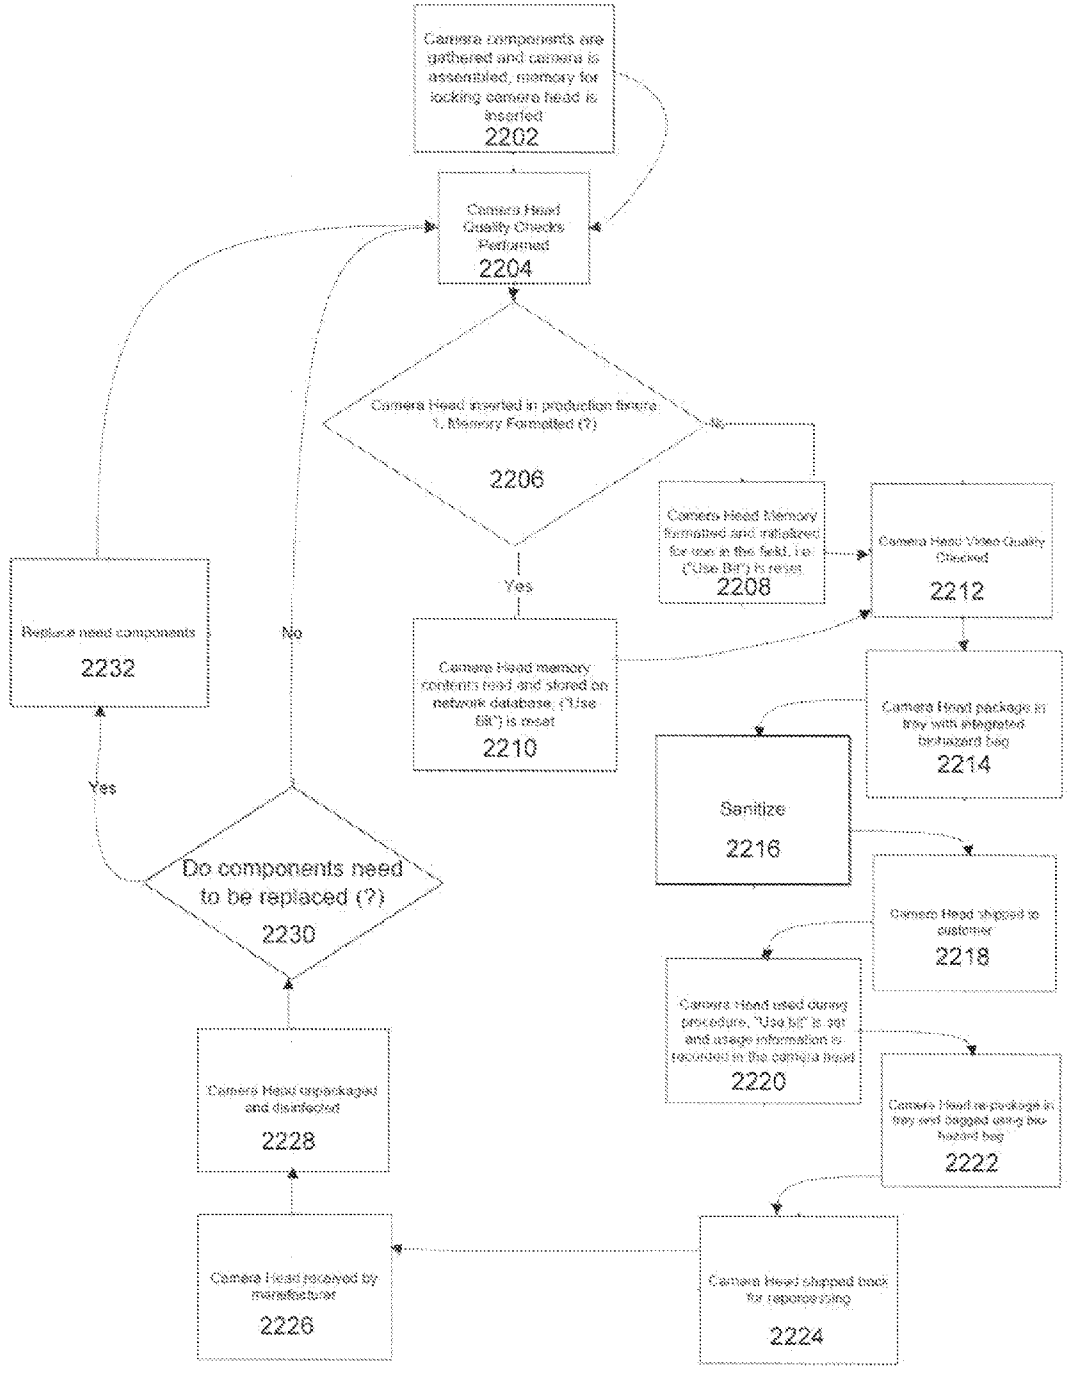 Camera components are
gathered and camera is
assembled, memory for
locking camera head is
inserted
2202
Camera Head
Quality Checks
Performed
2204
Camera Head inserted in production fixture
1. Memory Formatted (?)
2206
Yes
Camera Head Memory
formatted and initialized
for use in the field, i.e.
("Use Bit") is reset
2208
Camera Head Video Quality
Checked
2212
Camera Head memory
contents read and stored on
network database, ("Use
Bit") is reset
2210
Camera Head package in
tray with integrated
biohazard bag
2214
Sanitize
2216
Camera Head shipped to
customer
2218
Camera Head used during
procedure, "Use bit" is set
and usage information is
recorded in the camera head
2220
Camera Head re-package in
tray and bagged using bio-
hazard bag
2222
Camera Head shipped back
for reporcessing
2224
Camera Head received by
manufacturer
2226
Camera Head unpackaged
and disinfected
2228
Do components need
to be replaced (?)
2230
No
Yes
Replace need components
2232